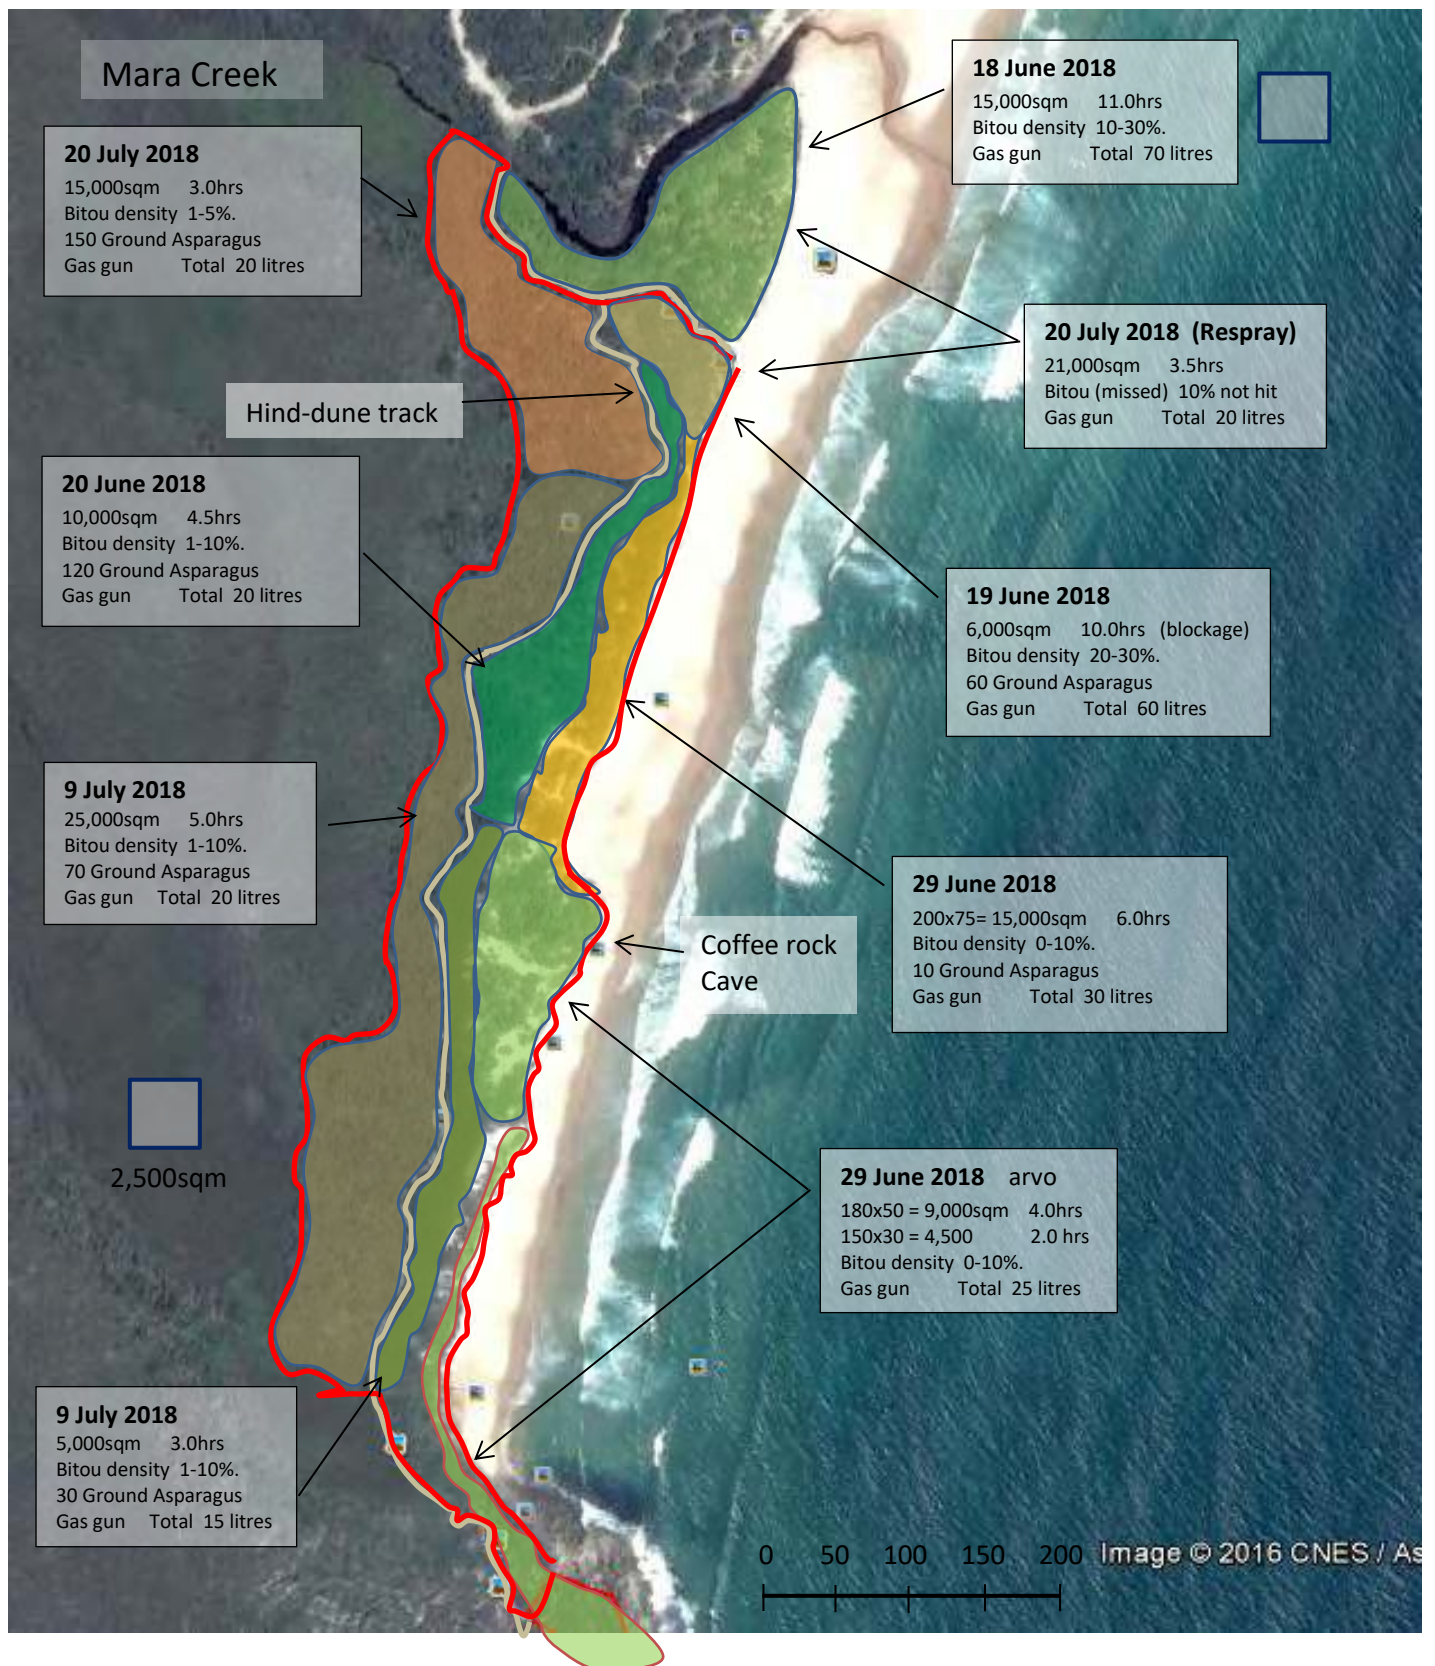 Mara Creek
18 June 2018
15,000sqm 11.0hrs
Bitou density 10-30%.
Gas gun Total 70 litres
20 July 2018
15,000sqm 3.0hrs
Bitou density 1-5%.
150 Ground Asparagus
Gas gun Total 20 litres
20 July 2018 (Respray)
21,000sqm 3.5hrs
Bitou (missed) 10% not hit
Gas gun Total 20 litres
Hind-dune track
20 June 2018
10,000sqm 4.5hrs
Bitou density 1-10%.
120 Ground Asparagus
Gas gun Total 20 litres
19 June 2018
6,000sqm 10.0hrs (blockage)
Bitou density 20-30%.
60 Ground Asparagus
Gas gun Total 60 litres
9 July 2018
25,000sqm 5.0hrs
Bitou density 1-10%.
70 Ground Asparagus
Gas gun Total 20 litres
29 June 2018
200x75= 15,000sqm 6.0hrs
Bitou density 0-10%.
10 Ground Asparagus
Gas gun Total 30 litres
Coffee rock
Cave
2,500sqm
29 June 2018 arvo
180x50 = 9,000sqm 4.0hrs
150x30 = 4,500 2.0 hrs
Bitou density 0-10%.
Gas gun Total 25 litres
9 July 2018
5,000sqm 3.0hrs
Bitou density 1-10%.
30 Ground Asparagus
Gas gun Total 15 litres
0 50 100 150 200
Image © 2016 CNES / As